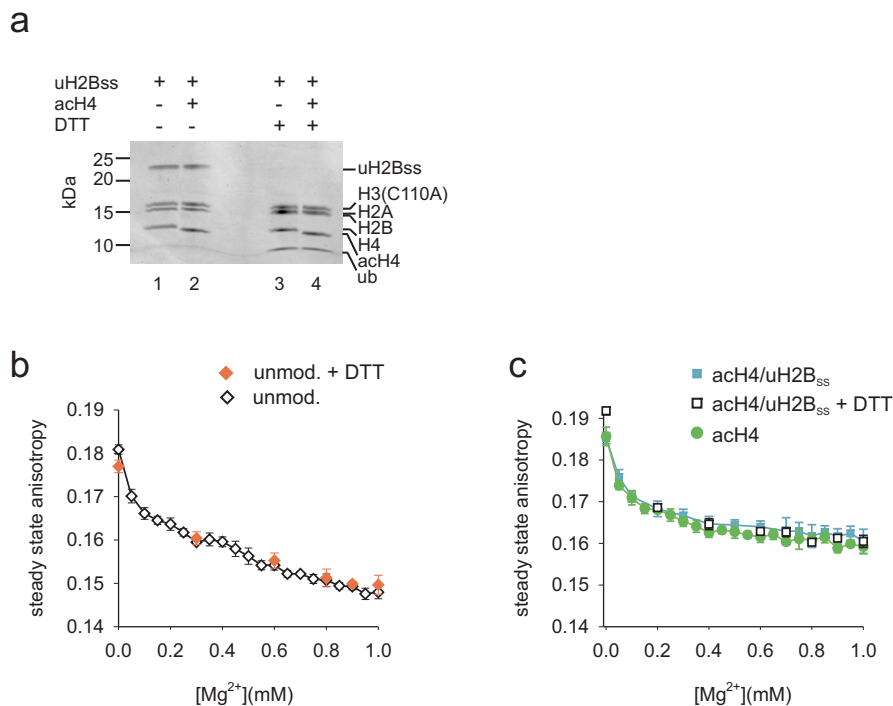 a
uH2Bss + + + +
acH4 - + - +
DTT - - + +
kDa
25
20
15
10
uH2Bss
H3(C110A)
H2A
H2B
H4
acH4
ub
1 2 3 4
b
unmod. + DTT
unmod.
steady state anisotropy
0.19
0.18
0.17
0.16
0.15
0.14
0.0 0.2 0.4 0.6 0.8 1.0
[Mg2+](mM)
c
acH4/uH2Bss
acH4/uH2Bss + DTT
acH4
steady state anisotropy
0.19
0.18
0.17
0.16
0.15
0.14
0.0 0.2 0.4 0.6 0.8 1.0
[Mg2+](mM)